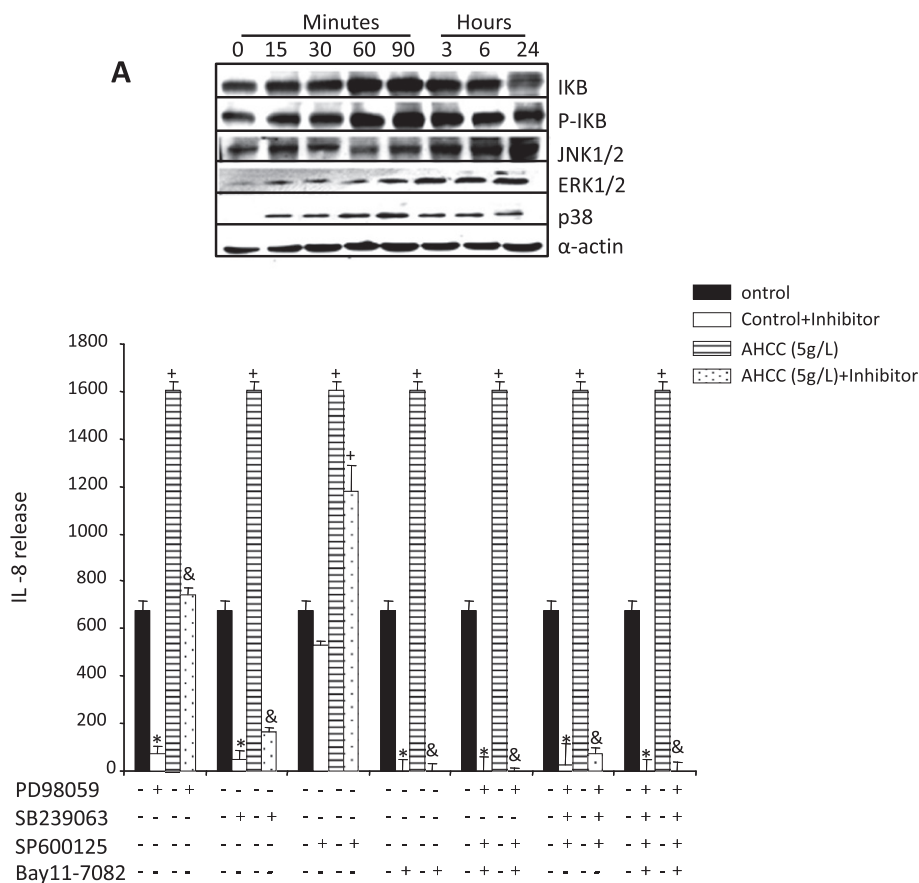 Minutes Hours
0 15 30 60 90 3 6 24
A
IKB
P-IKB
JNK1/2
ERK1/2
p38
α-actin
ontrol
Control+Inhibitor
AHCC (5g/L)
AHCC (5g/L)+Inhibitor
IL -8 release
1800
1600
1400
1200
1000
800
600
400
200
0
+ + + + + + +
+
& & & & & & &
* * * * * *
PD98059 - + - + - - - - - - - - - - - - - + - + - + - + - + - +
SB239063 - - - - - + - + - - - - - - - - - - - - - + - + - + - +
SP600125 - - - - - - - - - + - + - - - - - + - + - + - + - + - +
Bay11-7082 - - - - - - - - - - - - - + - + - + - + - - - - - + - +